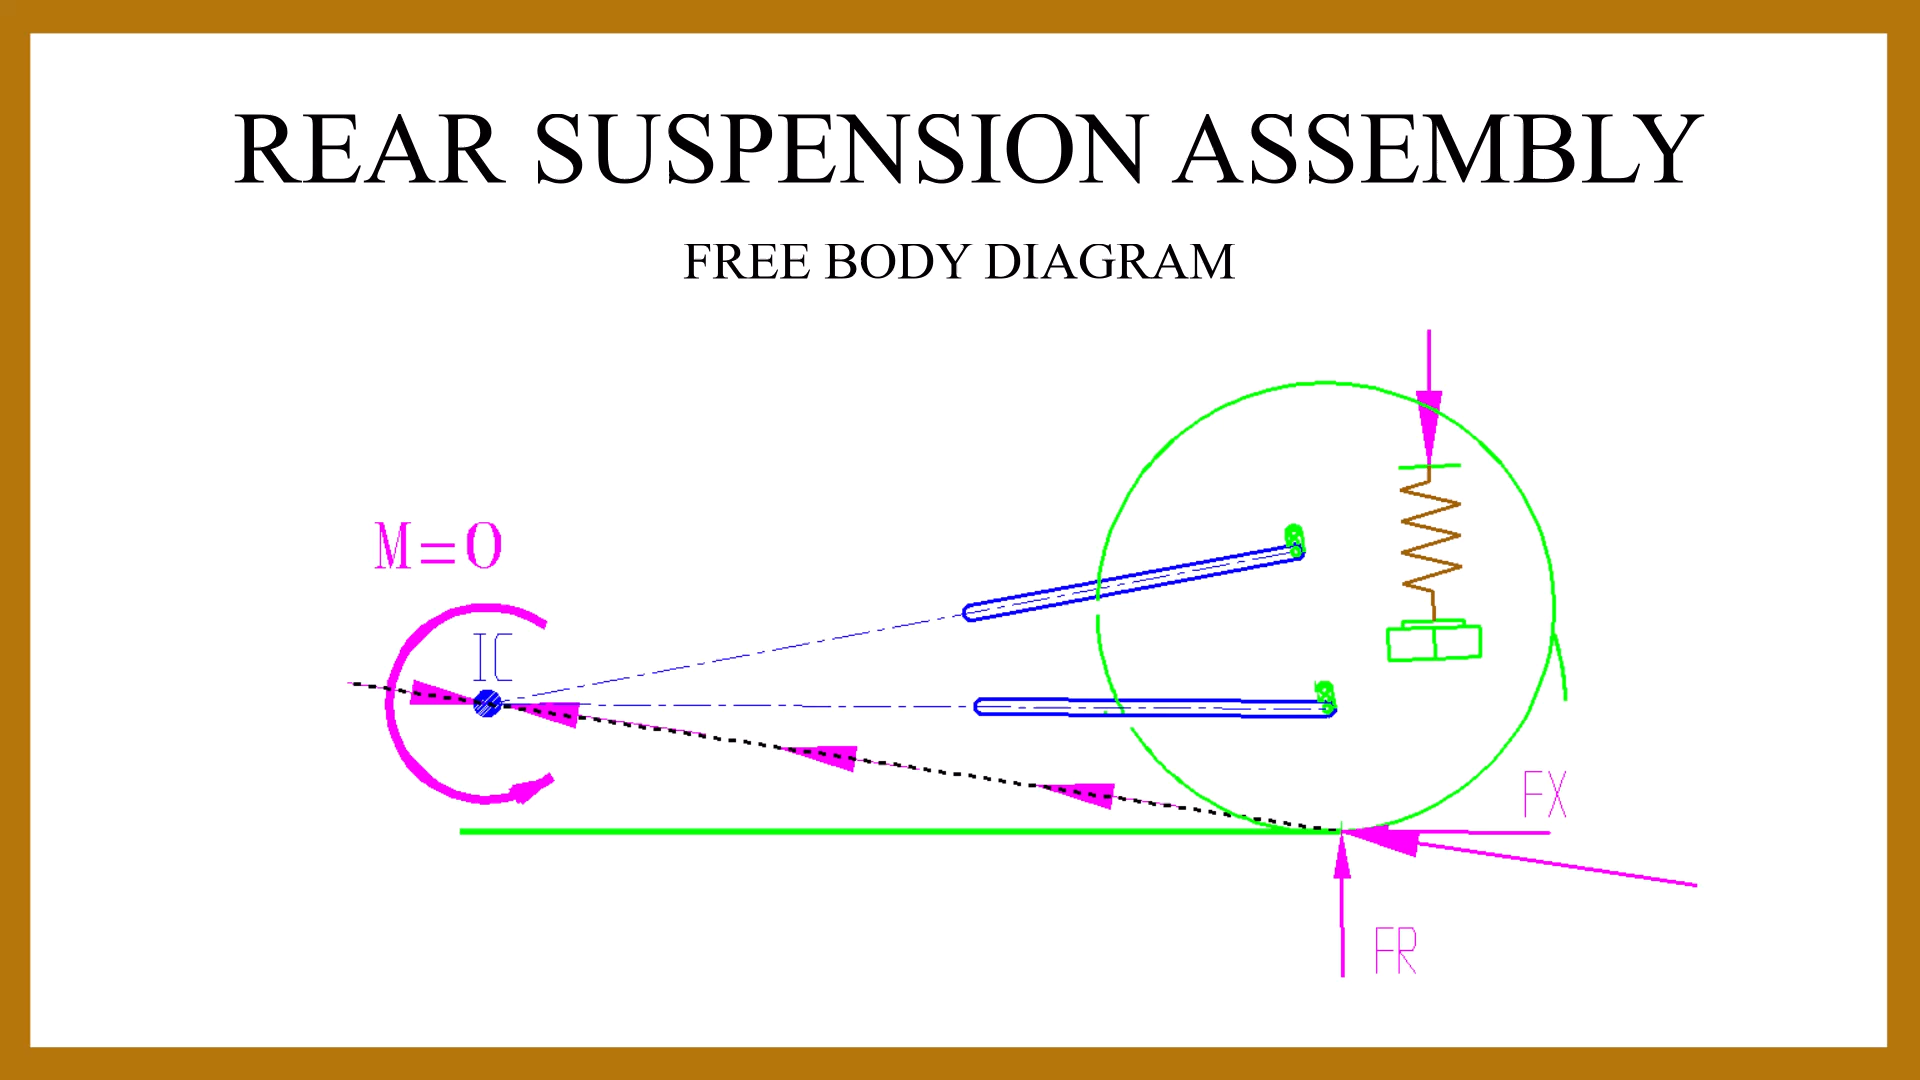 REAR SUSPENSION ASSEMBLY
FREE BODY DIAGRAM
M=0
IC
FX
FR